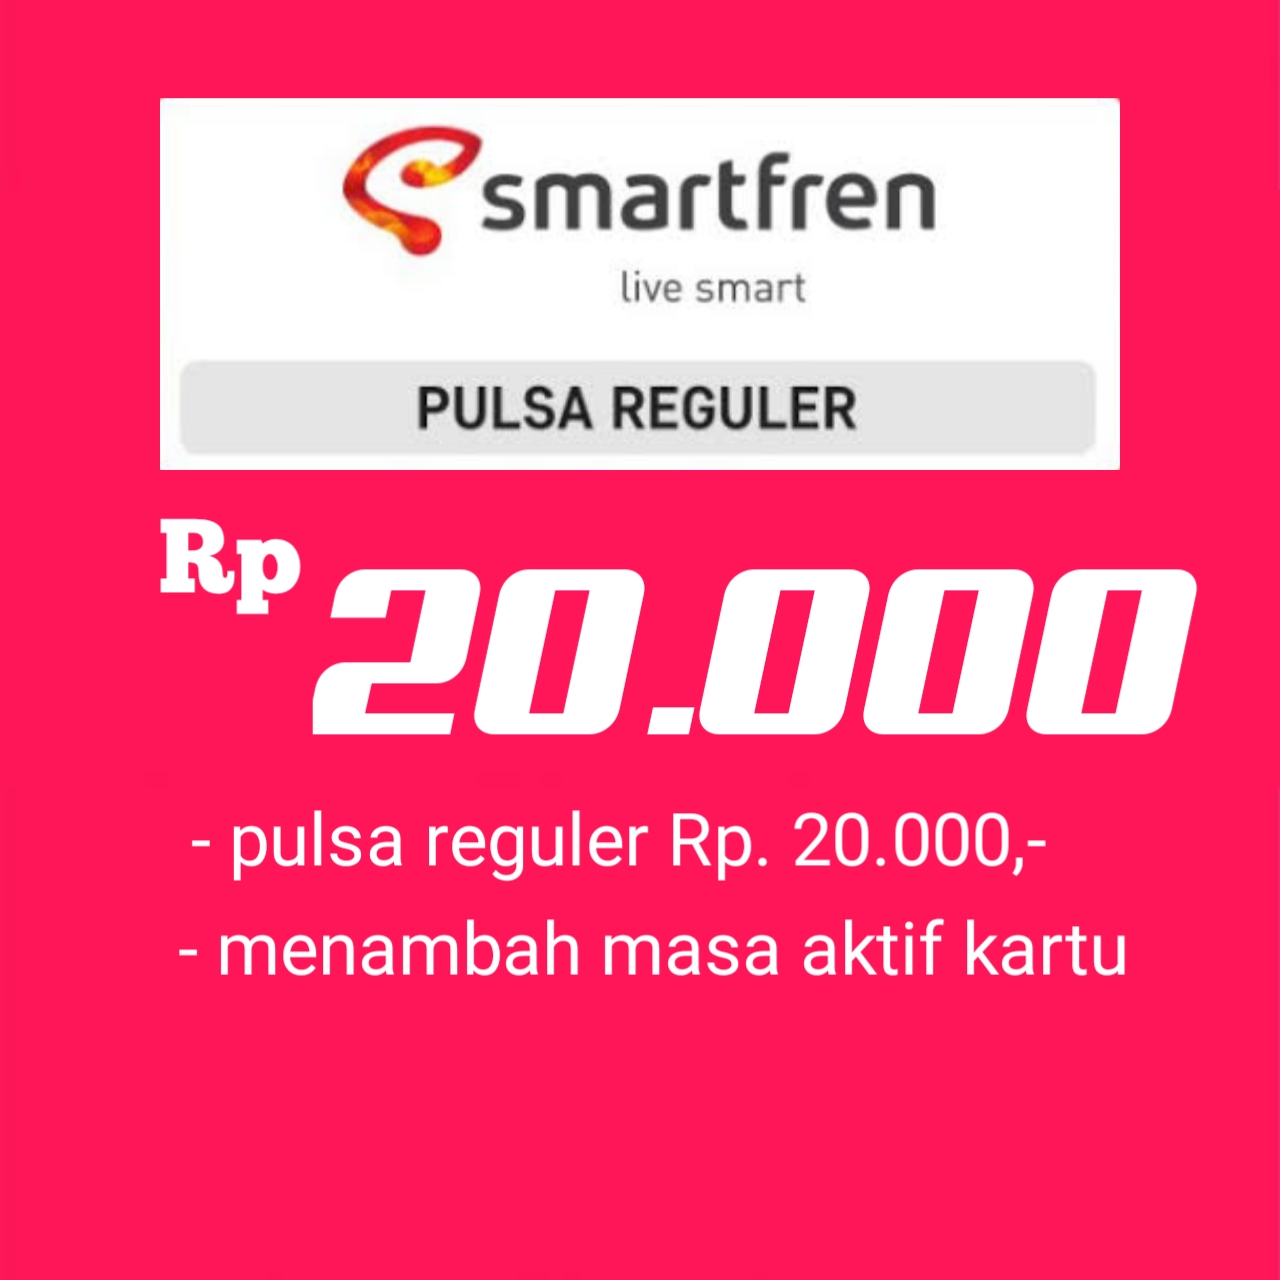 smartfren
live smart
PULSA REGULER
Rp 20.000
- pulsa reguler Rp. 20.000,-
- menambah masa aktif kartu